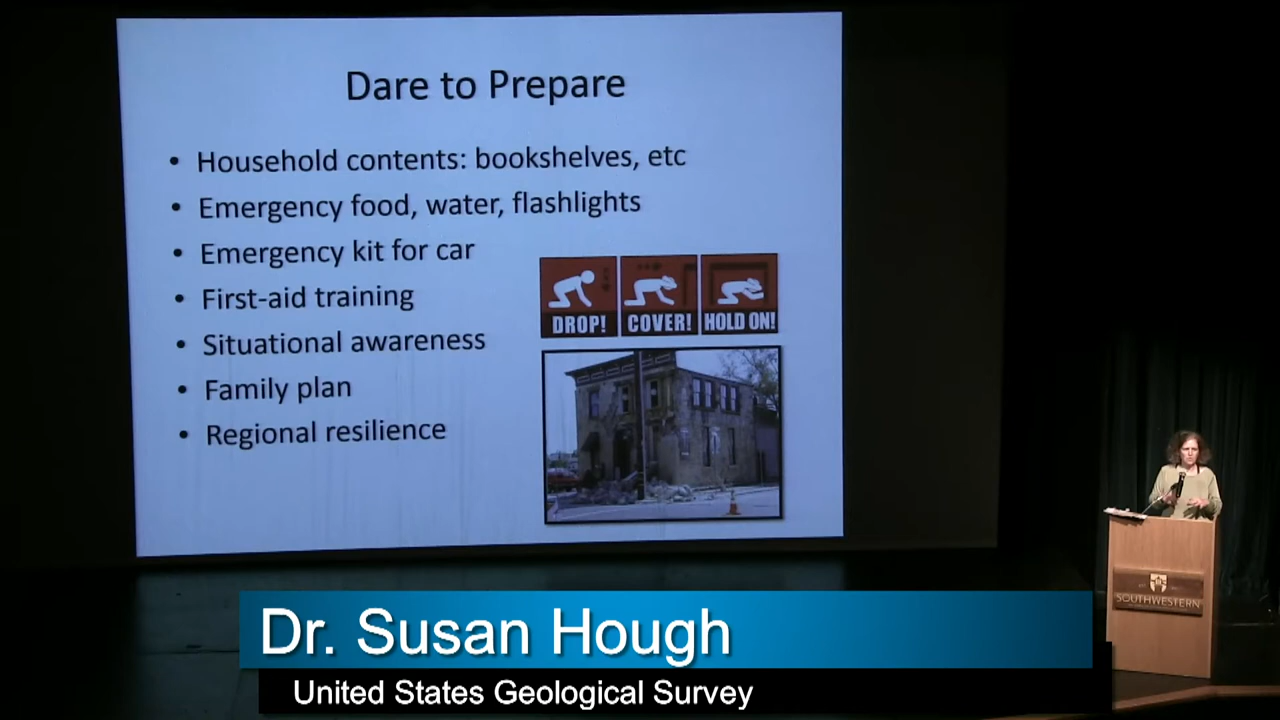 Dare to Prepare
• Household contents: bookshelves, etc
• Emergency food, water, flashlights
• Emergency kit for car
• First-aid training
• Situational awareness
• Family plan
• Regional resilience
DROP!
COVER!
HOLD ON!
SOUTHWESTERN
Dr. Susan Hough
United States Geological Survey